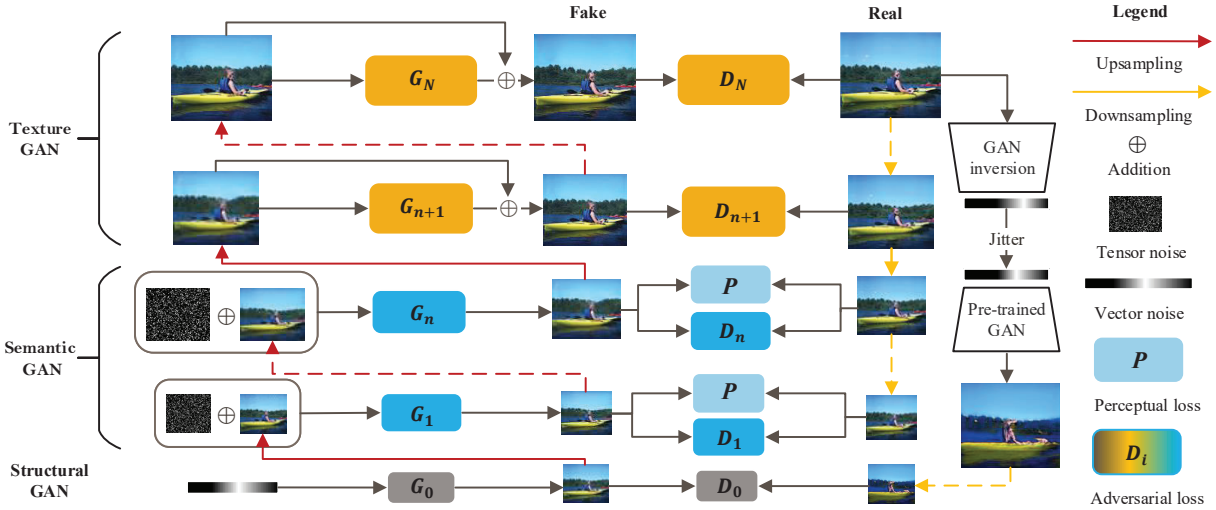 Fake
Real
Legend
Upsampling
Downsampling
⊕
Addition
Tensor noise
Vector noise
P
Perceptual loss
D_i
Adversarial loss
Texture
GAN
G_N
⊕
D_N
GAN
inversion
G_{n+1}
⊕
D_{n+1}
Jitter
Semantic
GAN
⊕
G_n
P
D_n
Pre-trained
GAN
⊕
G_1
P
D_1
Structural
GAN
G_0
D_0